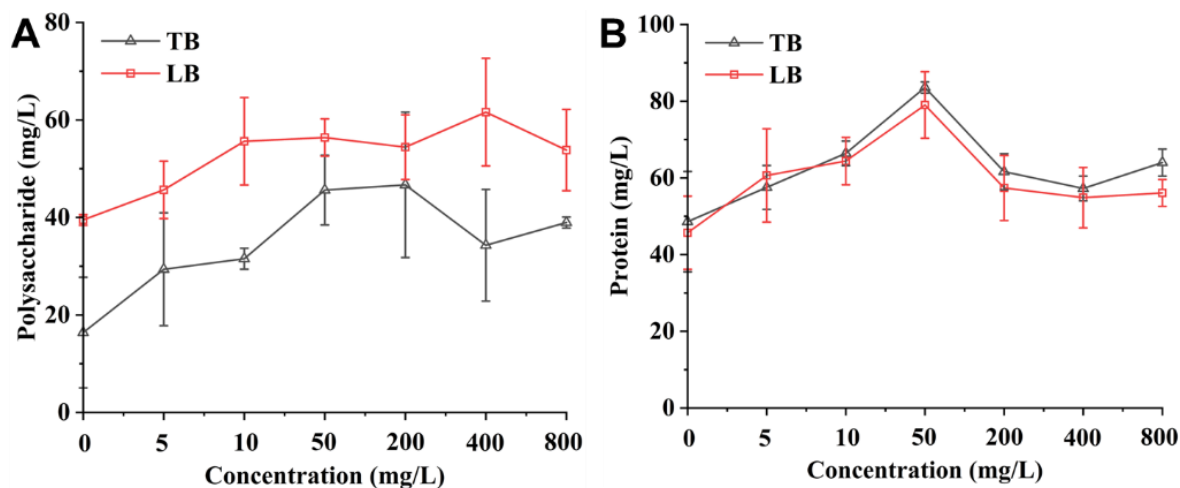 A
TB
LB
Polysaccharide (mg/L)
80
60
40
20
0
0 5 10 50 200 400 800
Concentration (mg/L)
B
TB
LB
Protein (mg/L)
100
80
60
40
20
0
0 5 10 50 200 400 800
Concentration (mg/L)